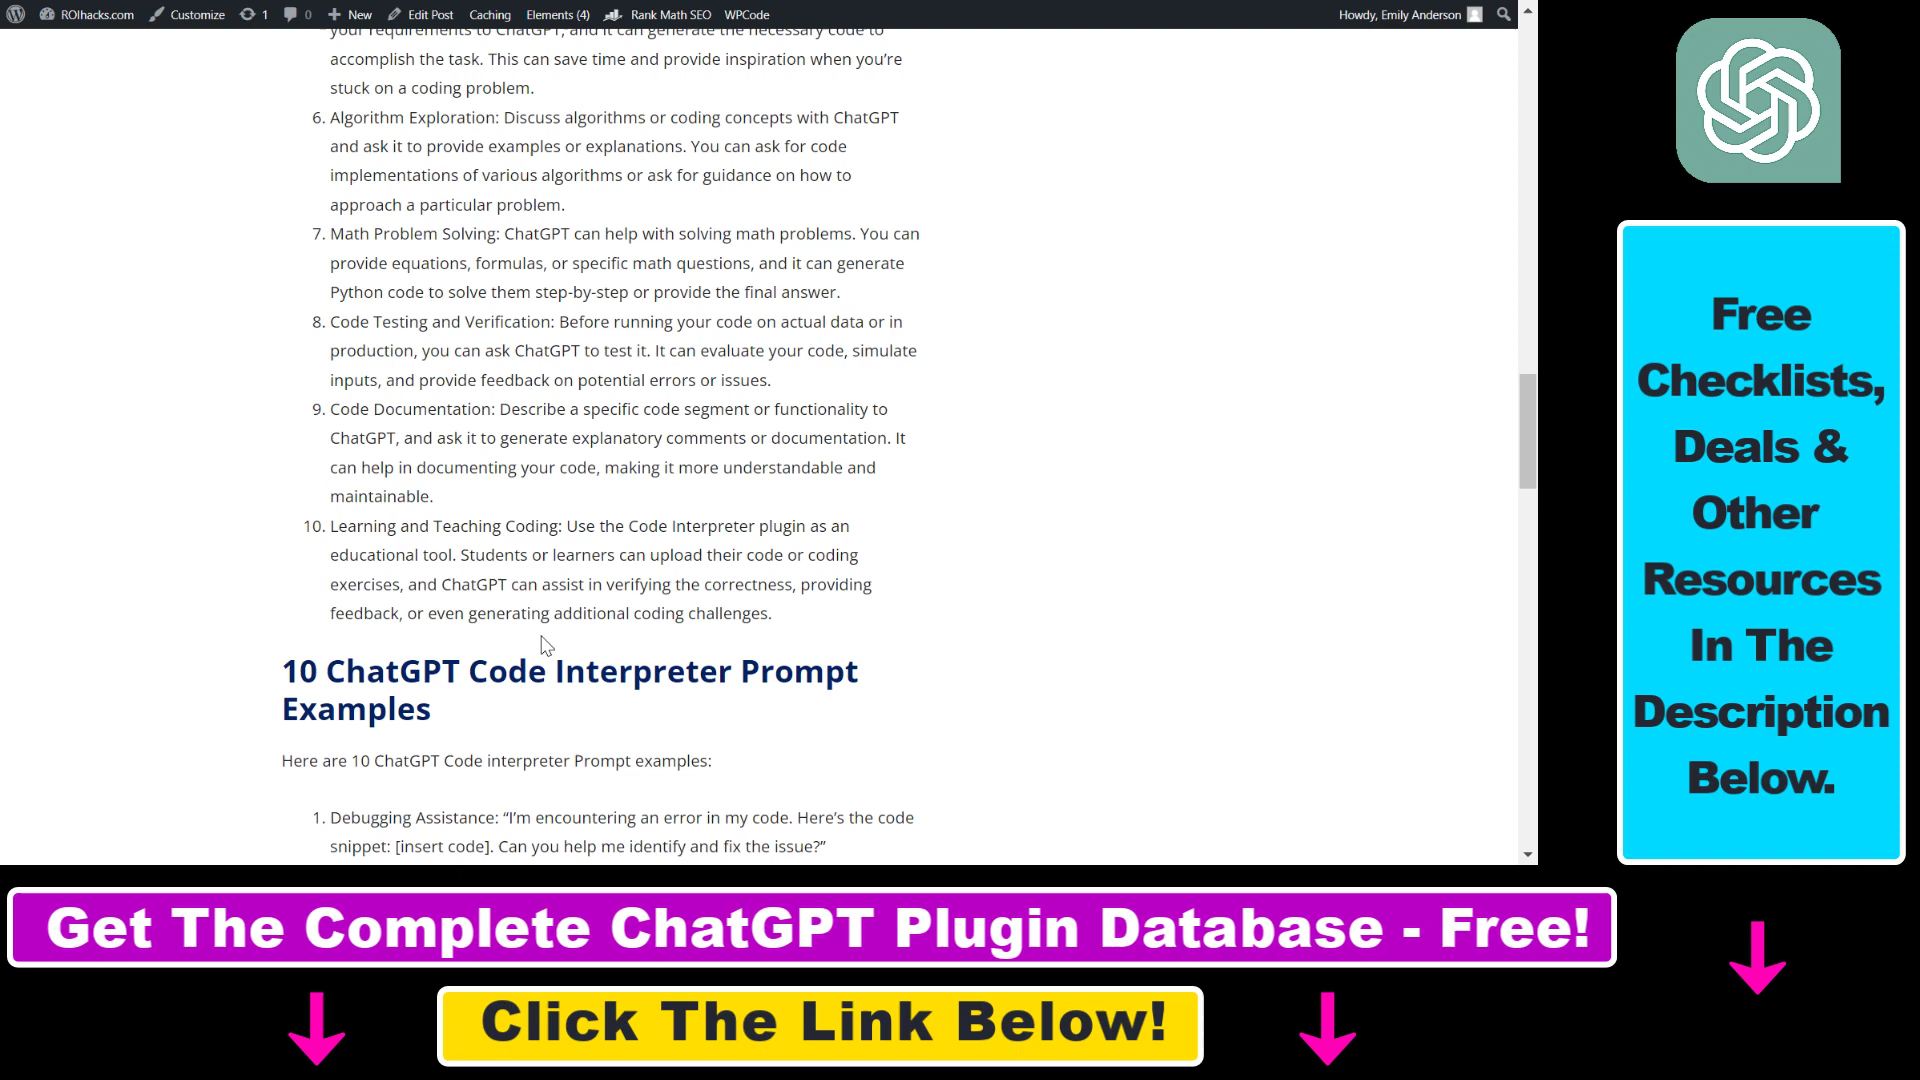 ROIhacks.com Customize 1 0 New Edit Post Caching Elements (4) Rank Math SEO WPCode Howdy, Emily Anderson
your requirements to ChatGPT, and it can generate the necessary code to
accomplish the task. This can save time and provide inspiration when you’re
stuck on a coding problem.
6. Algorithm Exploration: Discuss algorithms or coding concepts with ChatGPT
and ask it to provide examples or explanations. You can ask for code
implementations of various algorithms or ask for guidance on how to
approach a particular problem.
7. Math Problem Solving: ChatGPT can help with solving math problems. You can
provide equations, formulas, or specific math questions, and it can generate
Python code to solve them step-by-step or provide the final answer.
8. Code Testing and Verification: Before running your code on actual data or in
production, you can ask ChatGPT to test it. It can evaluate your code, simulate
inputs, and provide feedback on potential errors or issues.
9. Code Documentation: Describe a specific code segment or functionality to
ChatGPT, and ask it to generate explanatory comments or documentation. It
can help in documenting your code, making it more understandable and
maintainable.
10. Learning and Teaching Coding: Use the Code Interpreter plugin as an
educational tool. Students or learners can upload their code or coding
exercises, and ChatGPT can assist in verifying the correctness, providing
feedback, or even generating additional coding challenges.
10 ChatGPT Code Interpreter Prompt
Examples
Here are 10 ChatGPT Code interpreter Prompt examples:
1. Debugging Assistance: “I’m encountering an error in my code. Here’s the code
snippet: [insert code]. Can you help me identify and fix the issue?”
Free
Checklists,
Deals &
Other
Resources
In The
Description
Below.
Get The Complete ChatGPT Plugin Database - Free!
Click The Link Below!